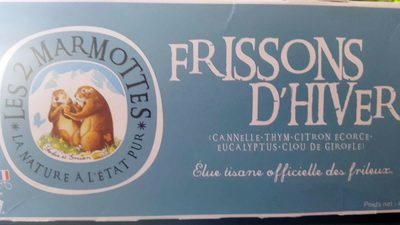 LES 2 MARMOTTES
LA NATURE À L'ÉTAT PUR
FRISSONS
D'HIVER
(CANNELLE-THYM-CITRON ECORCE-
EUCALYPTUS-CLOU DE GIROFLE)
Élue tisane officielle des frileux.
Poids net :